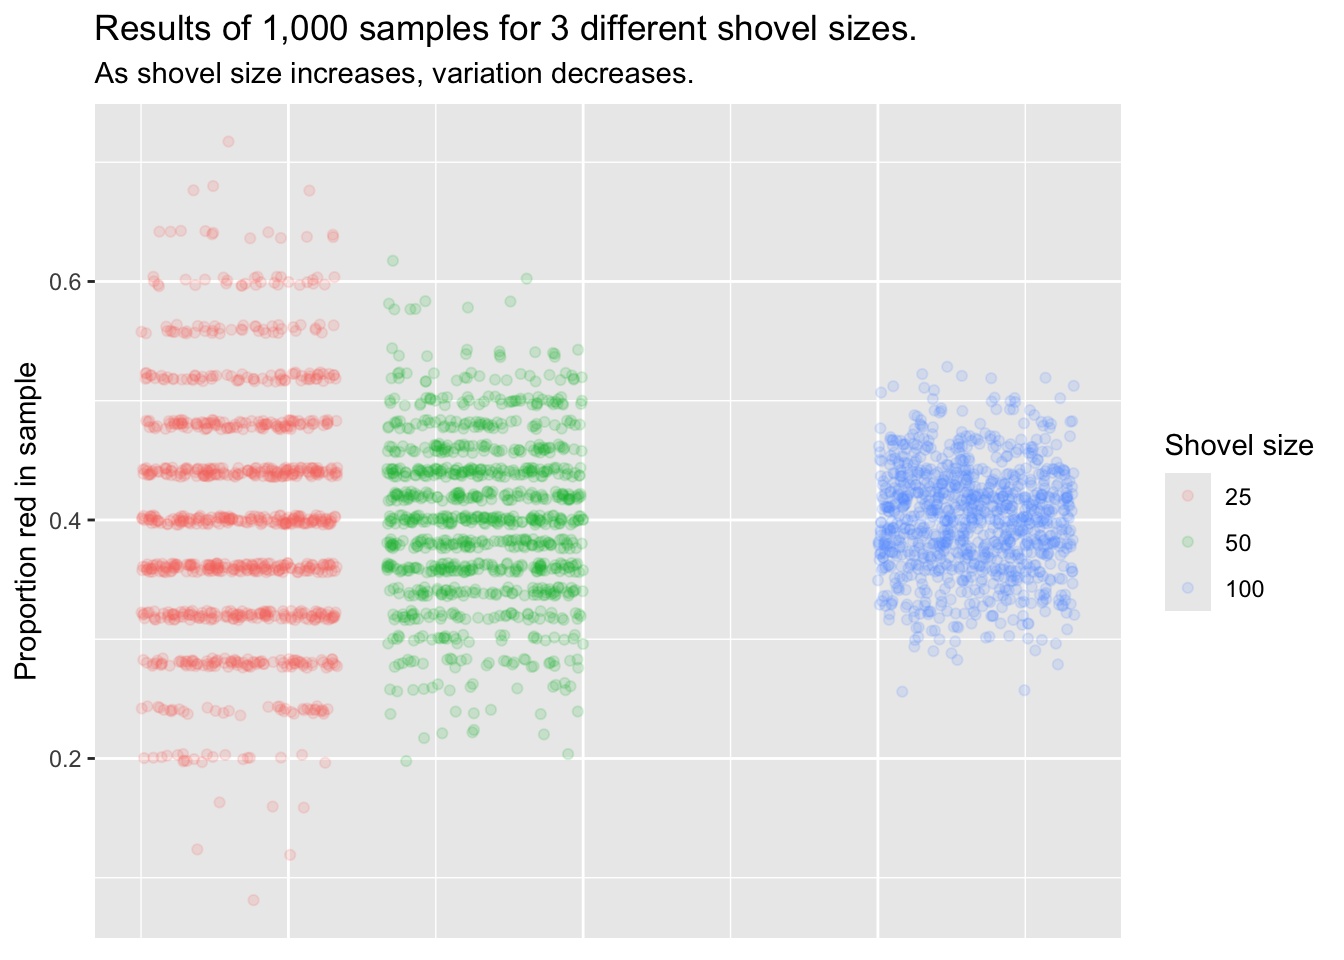 Results of 1,000 samples for 3 different shovel sizes.
As shovel size increases, variation decreases.
Proportion red in sample
0.6
0.4
0.2
Shovel size
25
50
100